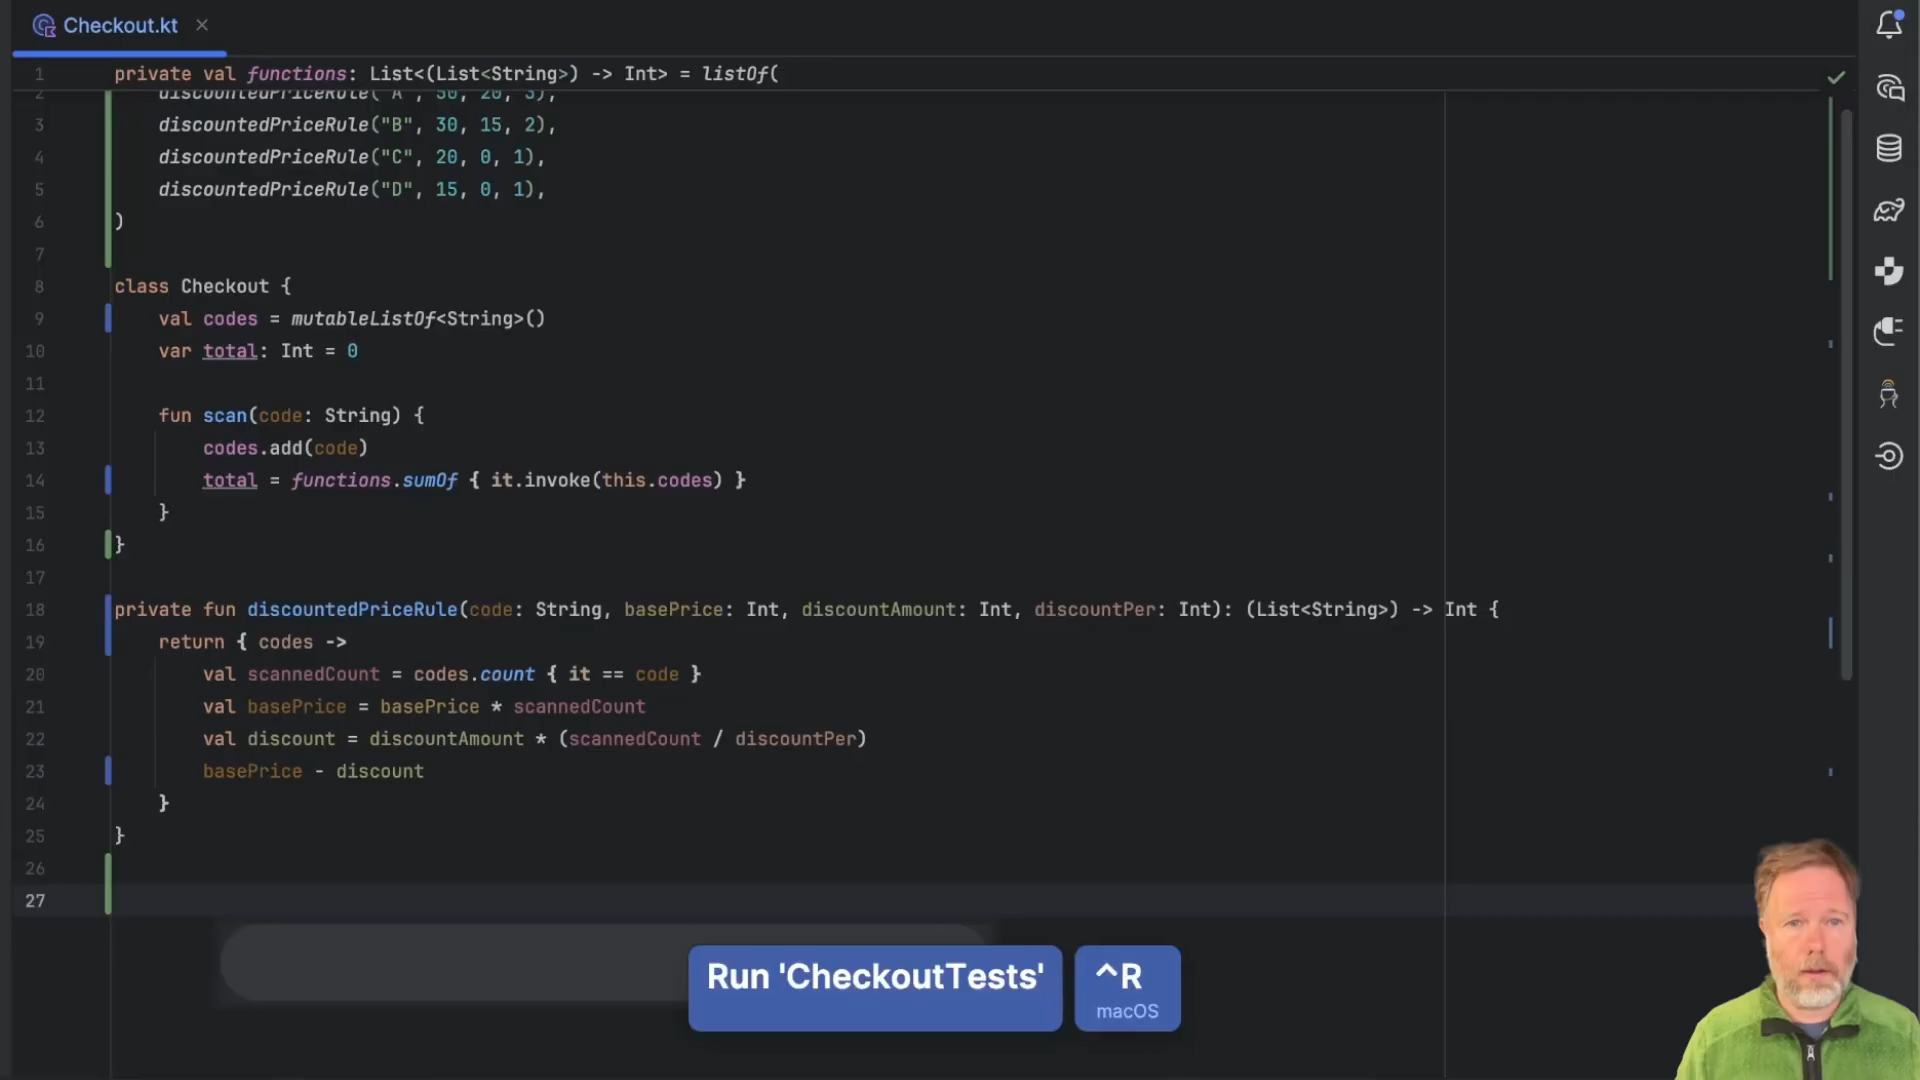 Checkout.kt
1 private val functions: List<(List<String>) -> Int> = listOf(
2 discountedPriceRule("A", 50, 20, 3),
3 discountedPriceRule("B", 30, 15, 2),
4 discountedPriceRule("C", 20, 0, 1),
5 discountedPriceRule("D", 15, 0, 1),
6 )
7
8 class Checkout {
9 val codes = mutableListOf<String>()
10 var total: Int = 0
11
12 fun scan(code: String) {
13 codes.add(code)
14 total = functions.sumOf { it.invoke(this.codes) }
15 }
16 }
17
18 private fun discountedPriceRule(code: String, basePrice: Int, discountAmount: Int, discountPer: Int): (List<String>) -> Int {
19 return { codes ->
20 val scannedCount = codes.count { it == code }
21 val basePrice = basePrice * scannedCount
22 val discount = discountAmount * (scannedCount / discountPer)
23 basePrice - discount
24 }
25 }
26
27
Run 'CheckoutTests'
^R
macOS